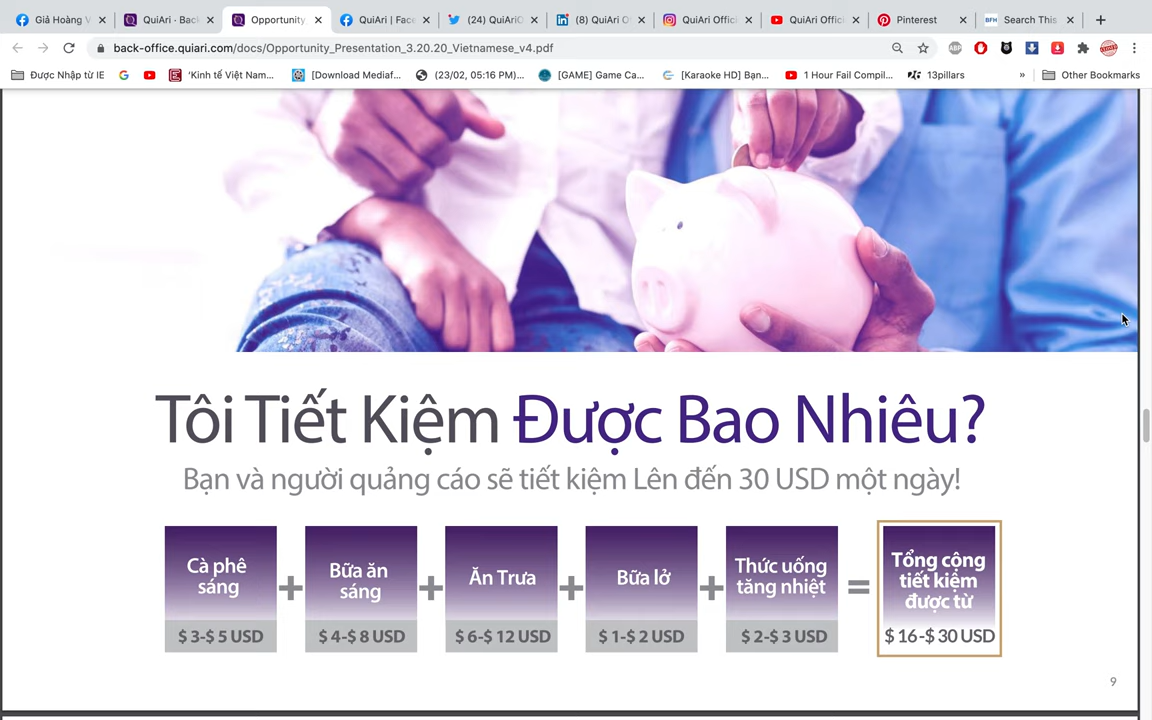 Giả Hoàng V
QuiAri - Back
Opportunity
QuiAri | Face
(24) QuiAriO
(8) QuiAri O
QuiAri Offici
QuiAri Offici
Pinterest
Search This
back-office.quiari.com/docs/Opportunity_Presentation_3.20.20_Vietnamese_v4.pdf
Được Nhập từ IE
'Kinh tế Việt Nam...
[Download Mediaf...
(23/02, 05:16 PM)...
[GAME] Game Ca...
[Karaoke HD] Bạn...
1 Hour Fail Compil...
13pillars
»
Other Bookmarks
Tôi Tiết Kiệm Được Bao Nhiêu?
Bạn và người quảng cáo sẽ tiết kiệm Lên đến 30 USD một ngày!
Cà phê
sáng
$ 3-$ 5 USD
+
Bữa ăn
sáng
$ 4-$ 8 USD
+
Ăn Trưa
$ 6-$ 12 USD
+
Bữa lở
$ 1-$ 2 USD
+
Thức uống
tăng nhiệt
$ 2-$ 3 USD
=
Tổng cộng
tiết kiệm
được từ
$ 16-$ 30 USD
9